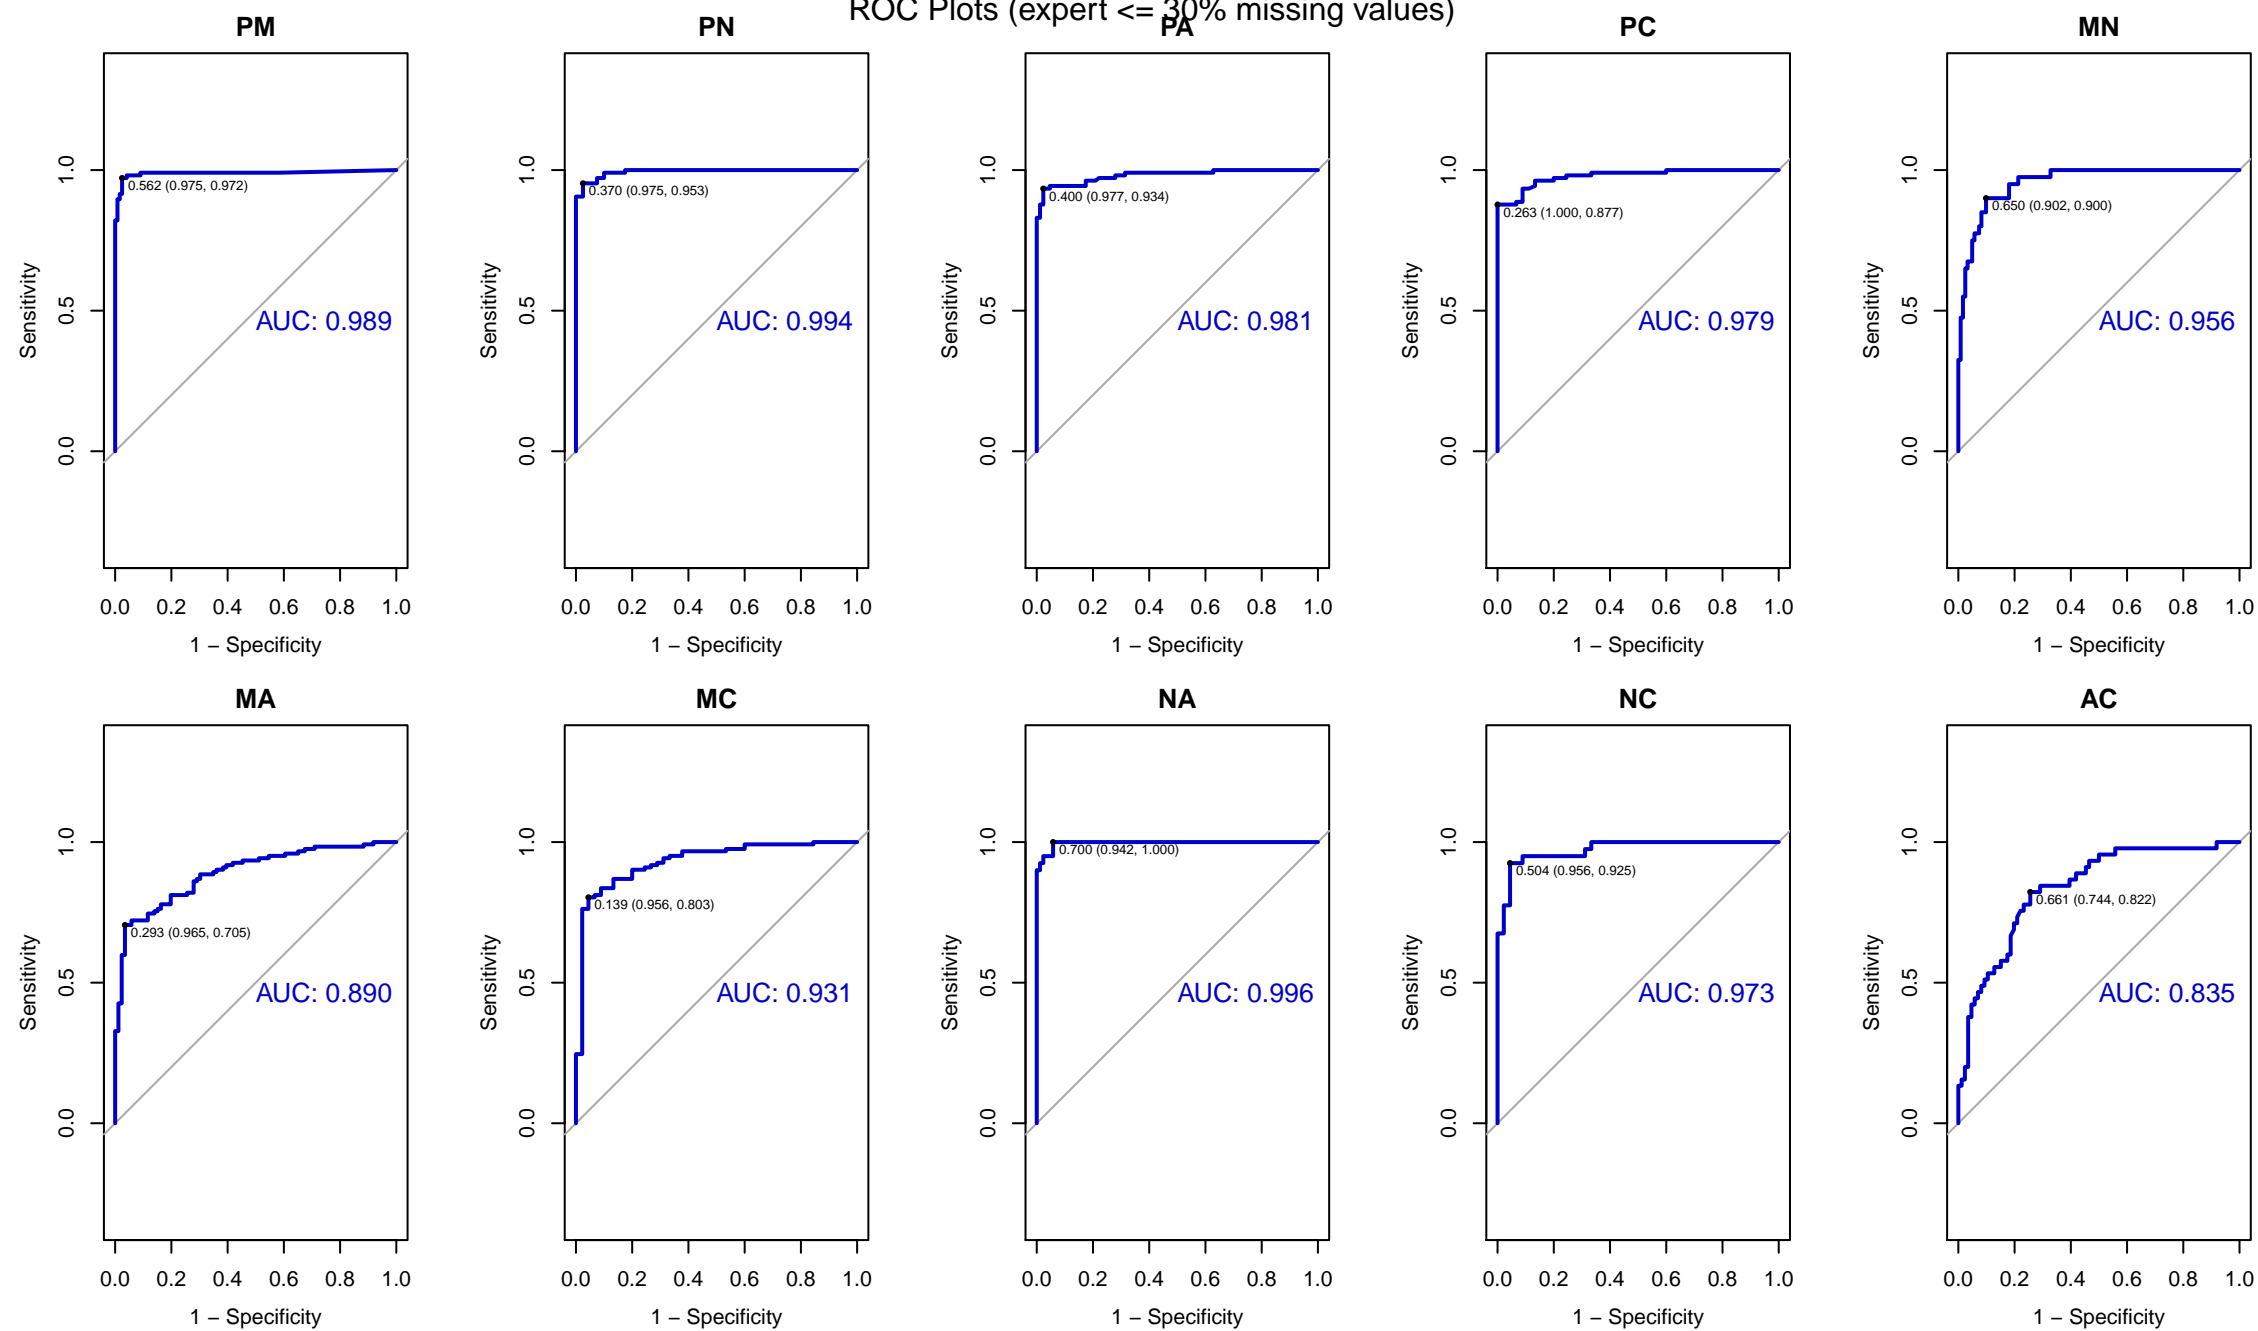 ROC Plots (expert <= 30% missing values)
PM
1.0
0.5
0.0
Sensitivity
0.562 (0.975, 0.972)
AUC: 0.989
0.0 0.2 0.4 0.6 0.8 1.0
1 – Specificity
PN
1.0
0.5
0.0
Sensitivity
0.370 (0.975, 0.953)
AUC: 0.994
0.0 0.2 0.4 0.6 0.8 1.0
1 – Specificity
PA
1.0
0.5
0.0
Sensitivity
0.400 (0.977, 0.934)
AUC: 0.981
0.0 0.2 0.4 0.6 0.8 1.0
1 – Specificity
PC
1.0
0.5
0.0
Sensitivity
0.263 (1.000, 0.877)
AUC: 0.979
0.0 0.2 0.4 0.6 0.8 1.0
1 – Specificity
MN
1.0
0.5
0.0
Sensitivity
0.650 (0.902, 0.900)
AUC: 0.956
0.0 0.2 0.4 0.6 0.8 1.0
1 – Specificity
MA
1.0
0.5
0.0
Sensitivity
0.293 (0.965, 0.705)
AUC: 0.890
0.0 0.2 0.4 0.6 0.8 1.0
1 – Specificity
MC
1.0
0.5
0.0
Sensitivity
0.139 (0.956, 0.803)
AUC: 0.931
0.0 0.2 0.4 0.6 0.8 1.0
1 – Specificity
NA
1.0
0.5
0.0
Sensitivity
0.700 (0.942, 1.000)
AUC: 0.996
0.0 0.2 0.4 0.6 0.8 1.0
1 – Specificity
NC
1.0
0.5
0.0
Sensitivity
0.504 (0.956, 0.925)
AUC: 0.973
0.0 0.2 0.4 0.6 0.8 1.0
1 – Specificity
AC
1.0
0.5
0.0
Sensitivity
0.661 (0.744, 0.822)
AUC: 0.835
0.0 0.2 0.4 0.6 0.8 1.0
1 – Specificity